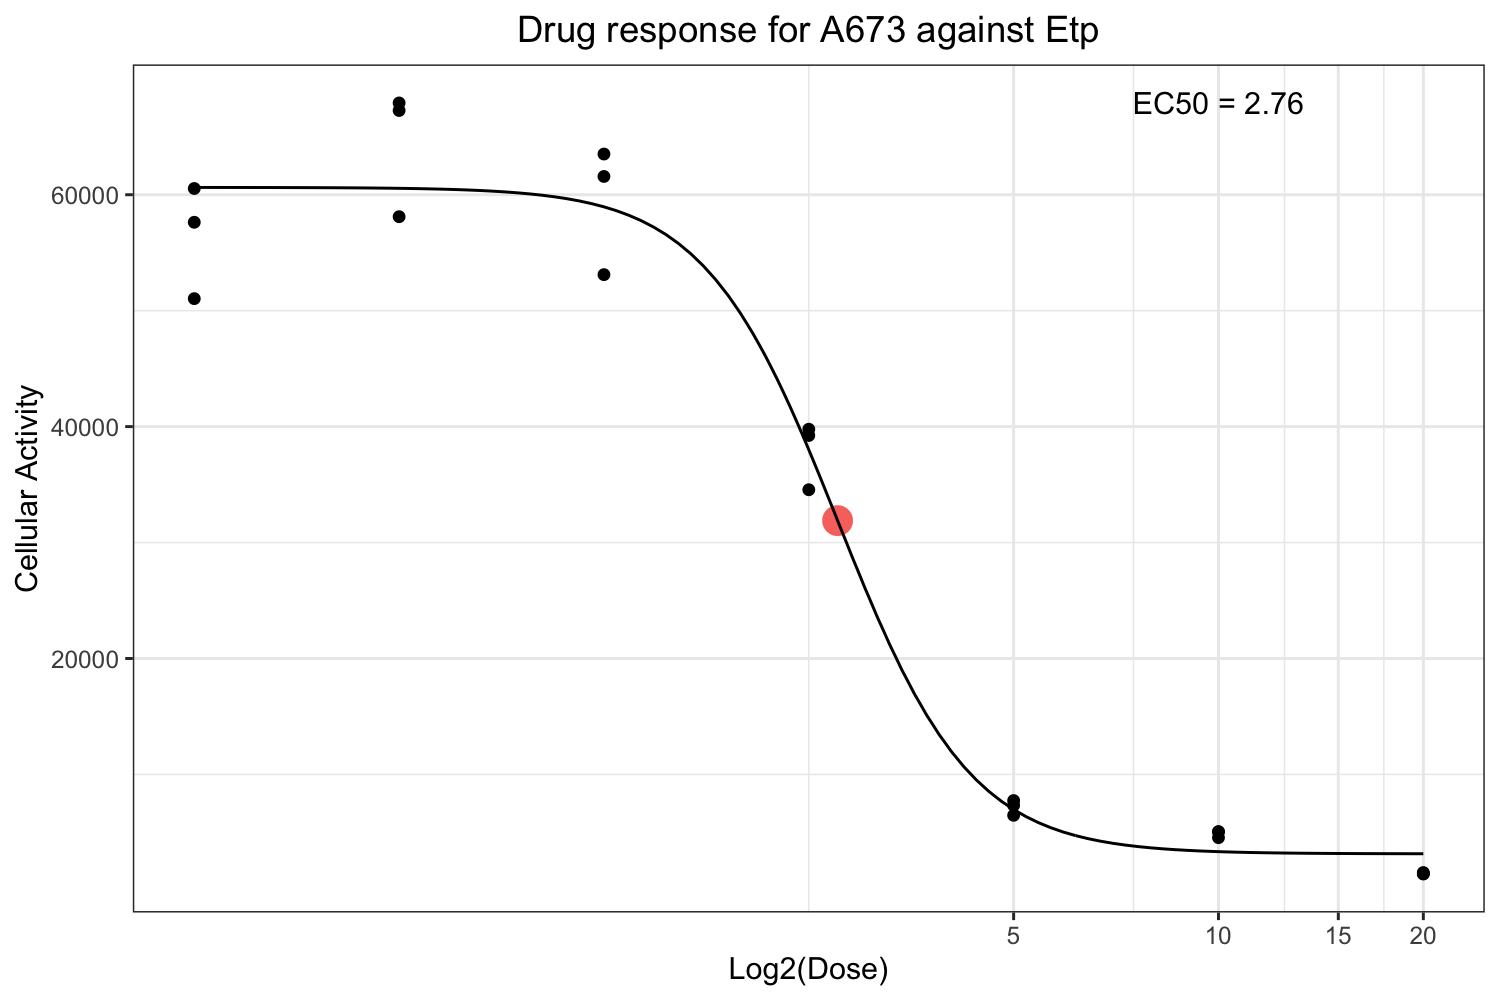 Drug response for A673 against Etp
EC50 = 2.76
60000
40000
20000
Cellular Activity
5 10 15 20
Log2(Dose)